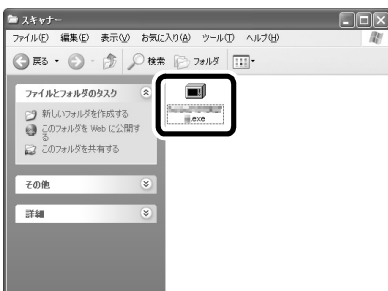 スキャナー
ファイル(F) 編集(E) 表示(V) お気に入り(A) ツール(T) ヘルプ(H)
戻る 検索 フォルダ
ファイルとフォルダのタスク
新しいフォルダを作成する
このフォルダを Web に公開す
る
このフォルダを共有する
.exe
その他
詳細